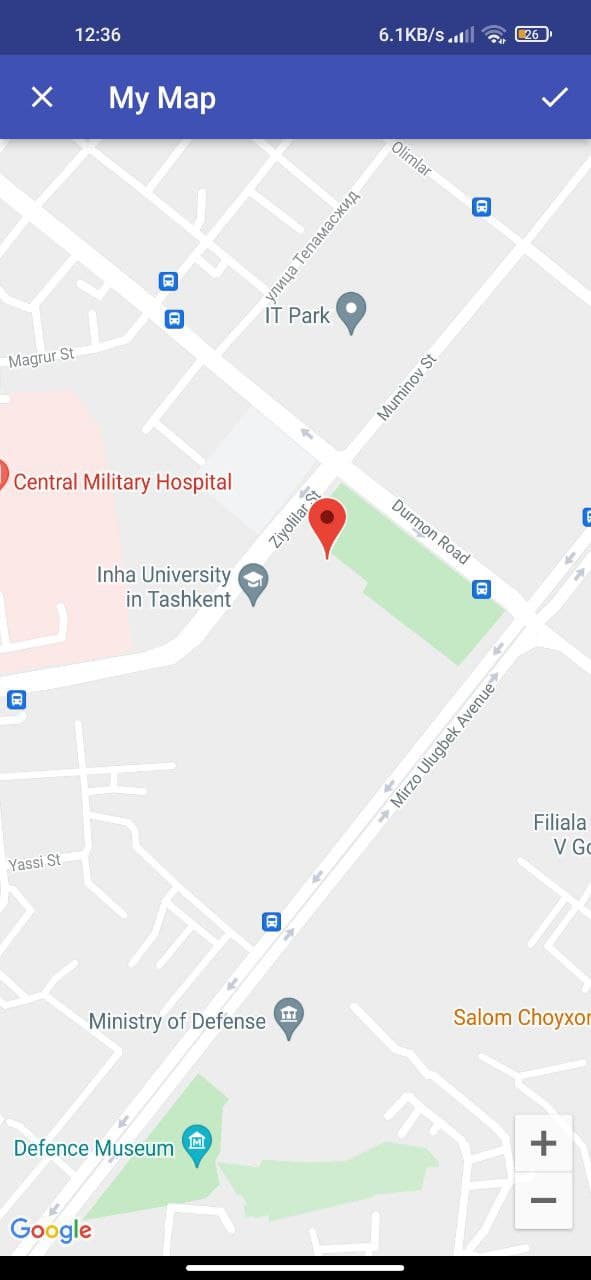 12:36
6.1KB/s
26
My Map
Olimlar
улица Тепамасжид
IT Park
Magrur St
Muminov St
Central Military Hospital
Ziyolilar St
Durmon Road
Inha University
in Tashkent
Mirzo Ulugbek Avenue
Filiala
V Go
Yassi St
Ministry of Defense
Salom Choyxor
Defence Museum
Google